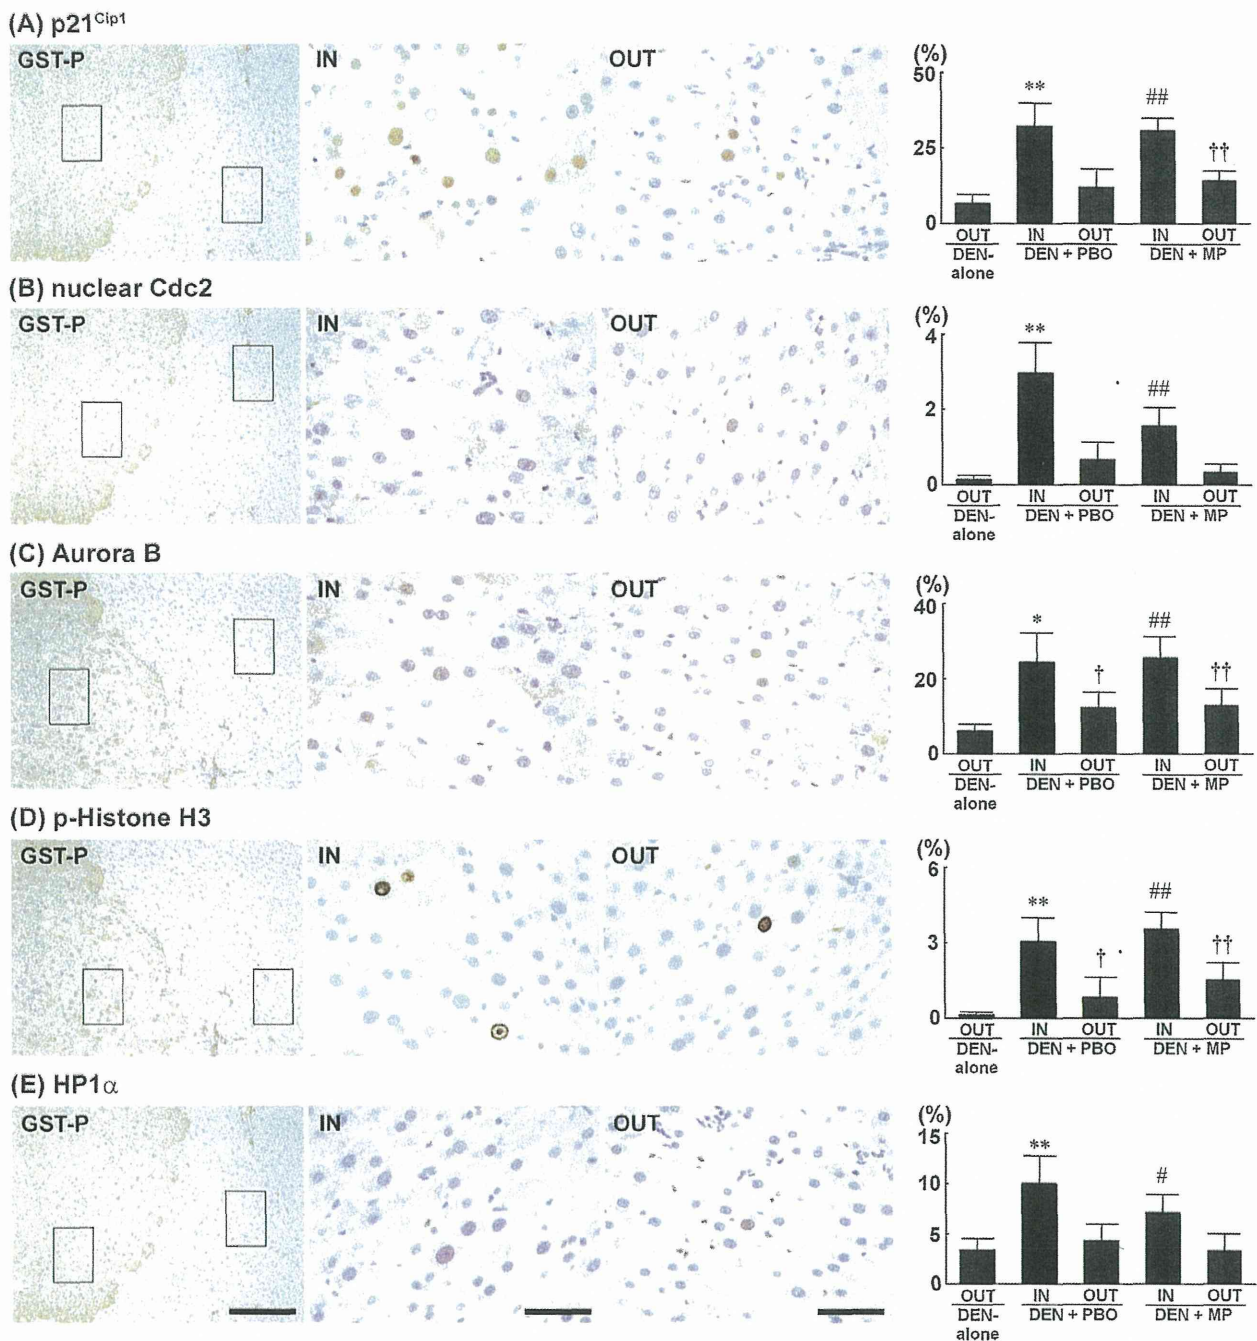 (A) p21Cip1
GST-P
IN
OUT
(%)
50
25
0
**
##
††
OUT IN OUT IN OUT
DEN-alone DEN + PBO DEN + MP
(B) nuclear Cdc2
GST-P
IN
OUT
(%)
4
2
0
**
##
OUT IN OUT IN OUT
DEN-alone DEN + PBO DEN + MP
(C) Aurora B
GST-P
IN
OUT
(%)
40
20
0
*
†
##
††
OUT IN OUT IN OUT
DEN-alone DEN + PBO DEN + MP
(D) p-Histone H3
GST-P
IN
OUT
(%)
6
3
0
**
†
##
††
OUT IN OUT IN OUT
DEN-alone DEN + PBO DEN + MP
(E) HP1α
GST-P
IN
OUT
(%)
15
10
5
0
**
#
OUT IN OUT IN OUT
DEN-alone DEN + PBO DEN + MP